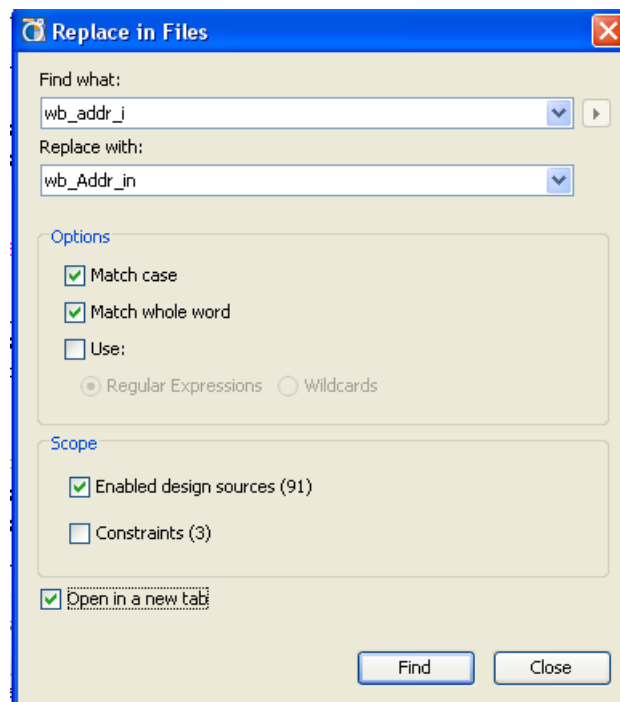 Replace in Files
Find what:
wb_addr_i
Replace with:
wb_Addr_in
Options
Match case
Match whole word
Use:
Regular Expressions Wildcards
Scope
Enabled design sources (91)
Constraints (3)
Open in a new tab
Find Close